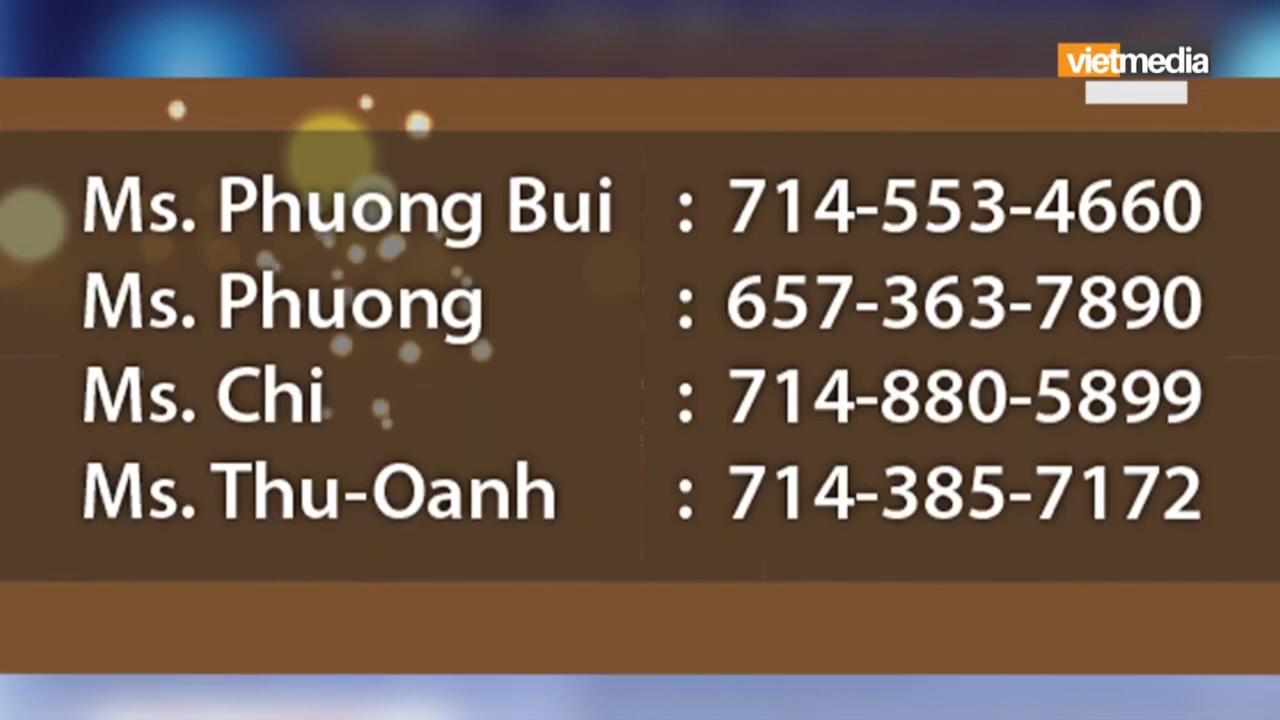 vietmedia
Ms. Phuong Bui : 714-553-4660
Ms. Phuong : 657-363-7890
Ms. Chi : 714-880-5899
Ms. Thu-Oanh : 714-385-7172